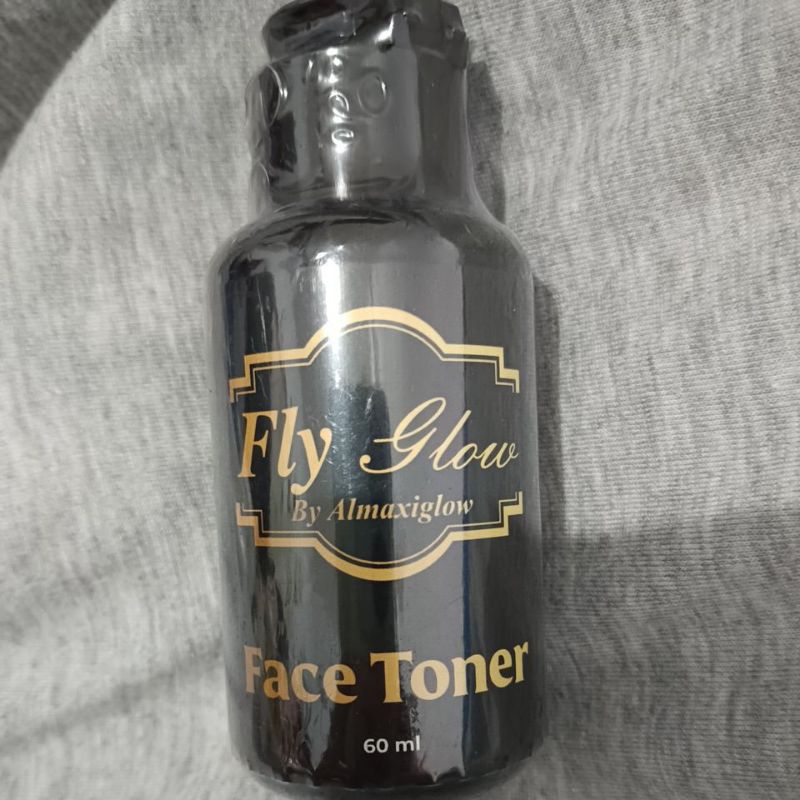 Fly Glow
By Almaxiglow
Face Toner
60 ml